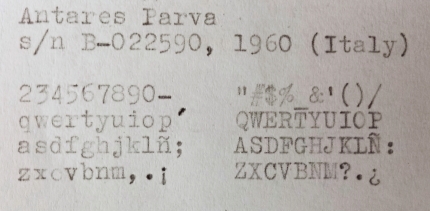 Antares Parva
s/n B-022590, 1960 (Italy)
234567890- "#$%_&'()/
qwertyuiop´ QWERTYUIOP
asdfghjklñ; ASDFGHJKLÑ:
zxcvbnm,.¡ ZXCVBNM?.¿